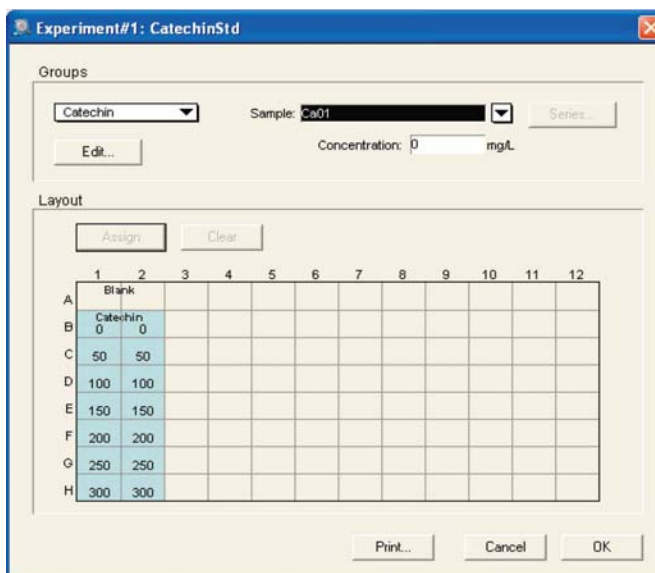 Experiment#1: CatechinStd
Groups
Catechin Sample: Ca01 Series...
Edit... Concentration: 0 mg/L
Layout
Assign Clear
1 2 3 4 5 6 7 8 9 10 11 12
Blank
A
Catechin
B 0 0
C 50 50
D 100 100
E 150 150
F 200 200
G 250 250
H 300 300
Print... Cancel OK